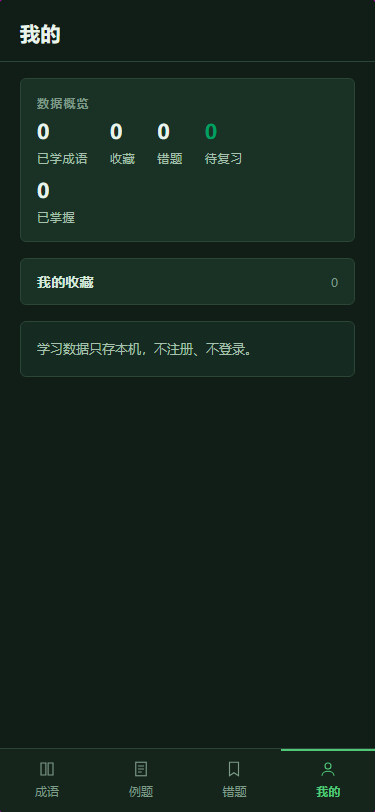 我的
数据概览
0 0 0 0
已学成语 收藏 错题 待复习
0
已掌握
我的收藏 0
学习数据只存本机，不注册、不登录。
成语 例题 错题 我的